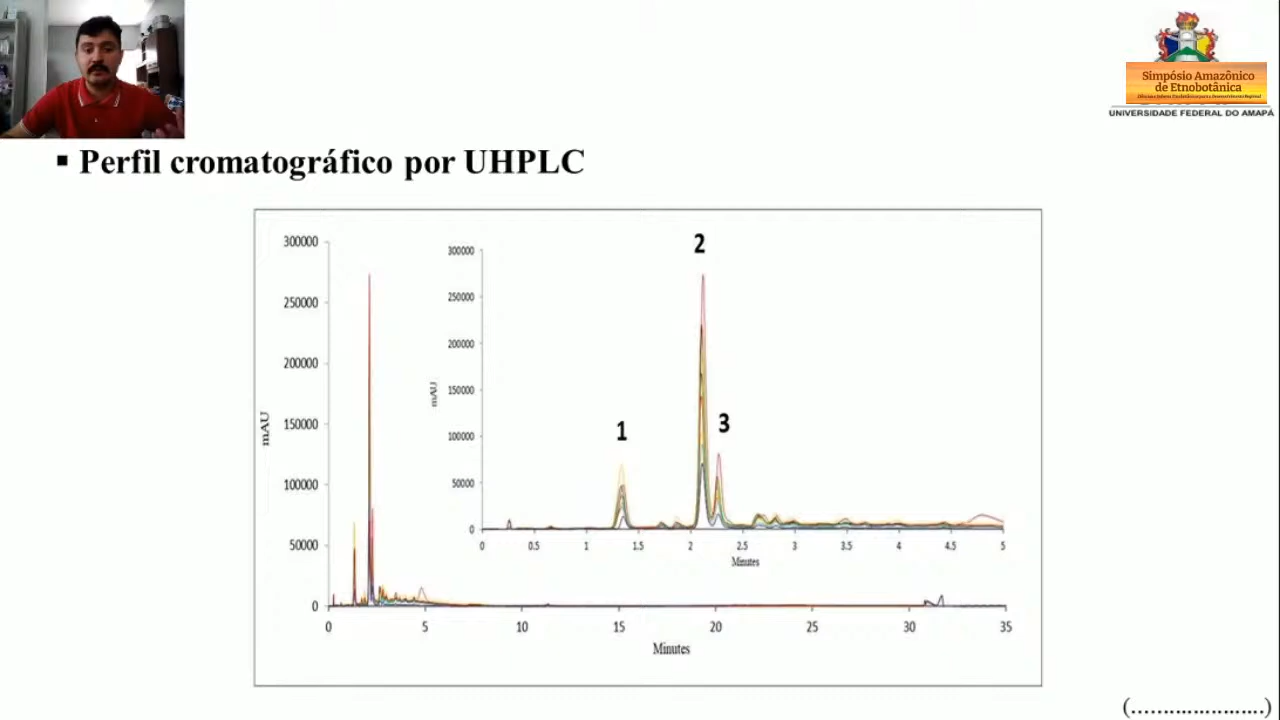 Simpósio Amazônico
de Etnobotânica
UNIVERSIDADE FEDERAL DO AMAPÁ
▪ Perfil cromatográfico por UHPLC
300000
250000
200000
150000
100000
50000
0
mAU
0 5 10 15 20 25 30 35
Minutes
300000
250000
200000
150000
100000
50000
0
mAU
0 0.5 1 1.5 2 2.5 3 3.5 4 4.5 5
Minutes
1
2
3
(.....................)